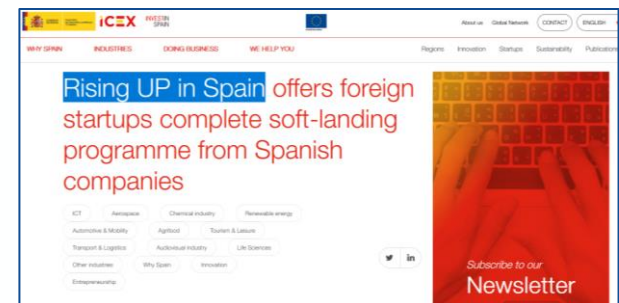 ICEX
INVEST IN
SPAIN
About us Global Network CONTACT ENGLISH
WHY SPAIN INDUSTRIES DOING BUSINESS WE HELP YOU
Regions Innovation Startups Sustainability Publications
Rising UP in Spain offers foreign
startups complete soft-landing
programme from Spanish
companies
ICT Aerospace Chemical industry Renewable energy
Automotive & Mobility Agrifood Tourism & Leisure
Transport & Logistics Audiovisual industry Life Sciences
Other industries Why Spain Innovation
Entrepreneurship
Subscribe to our
Newsletter